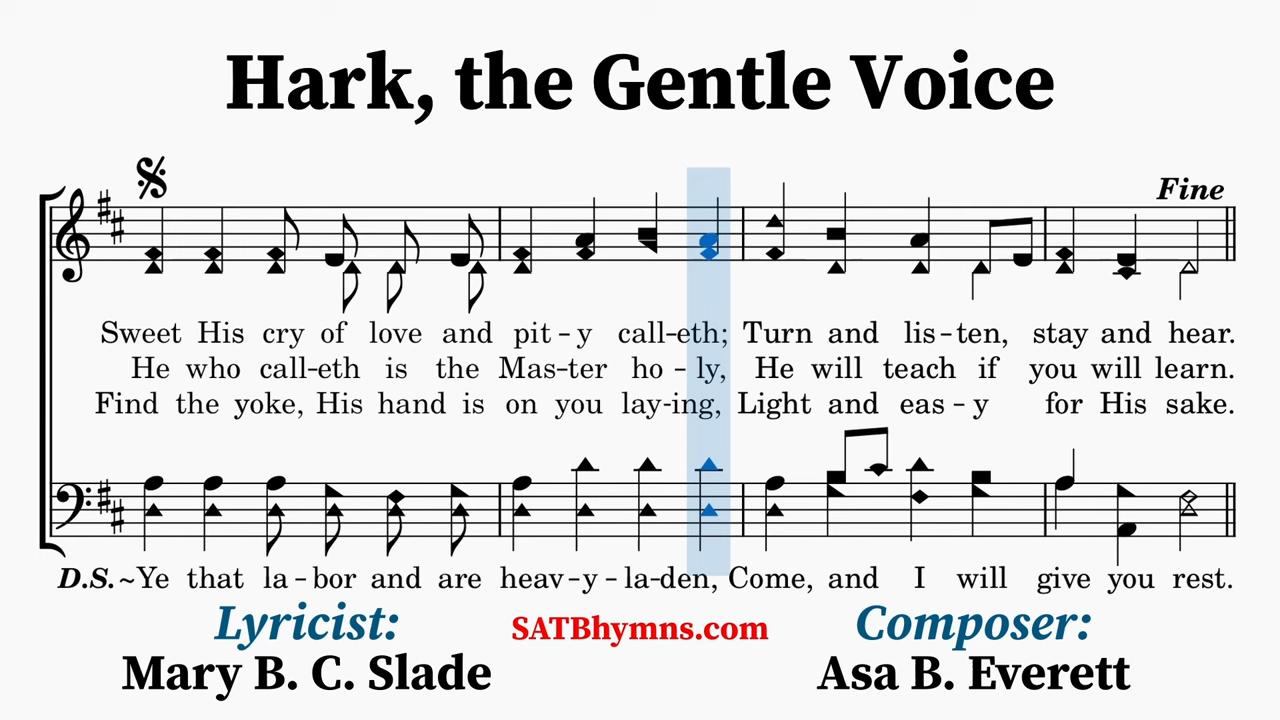 Hark, the Gentle Voice
Fine
Sweet His cry of love and pit-y call-eth; Turn and lis-ten, stay and hear.
He who call-eth is the Mas-ter ho-ly, He will teach if you will learn.
Find the yoke, His hand is on you lay-ing, Light and eas-y for His sake.
D.S.~Ye that la-bor and are heav-y-la-den, Come, and I will give you rest.
Lyricist: SATBhymns.com Composer:
Mary B. C. Slade Asa B. Everett